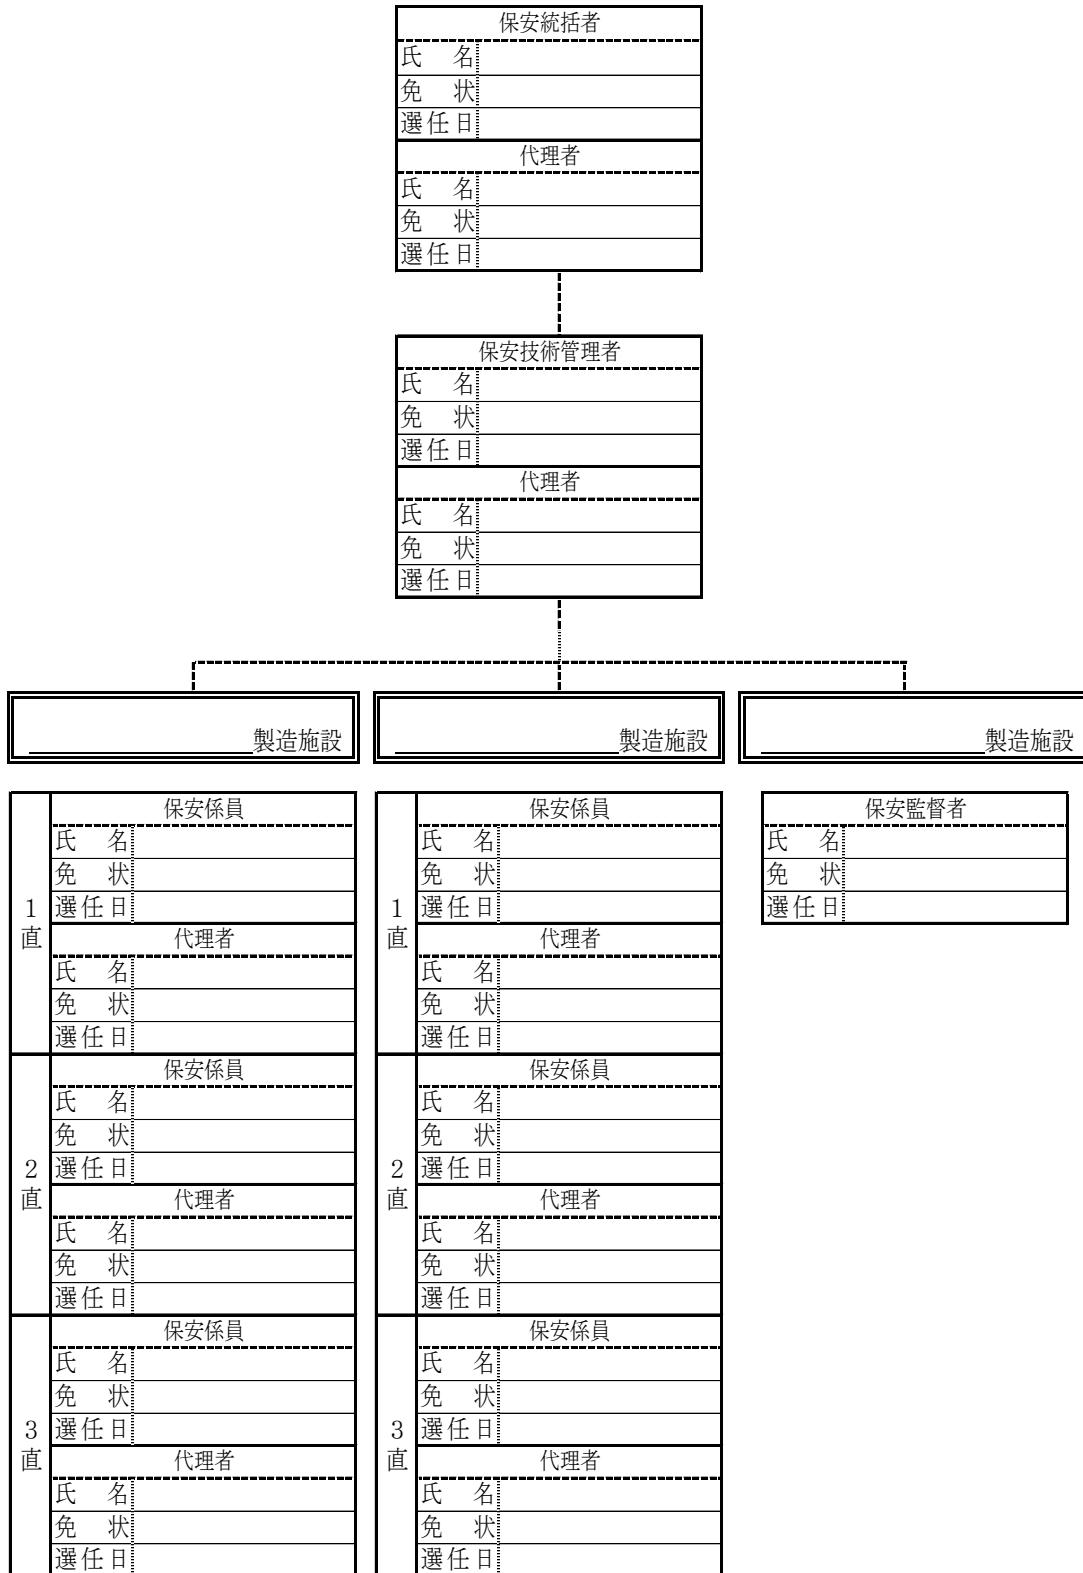 保安統括者
氏　名
免　状
選任日
代理者
氏　名
免　状
選任日
保安技術管理者
氏　名
免　状
選任日
代理者
氏　名
免　状
選任日
製造施設
製造施設
製造施設
1直
保安係員
氏　名
免　状
選任日
代理者
氏　名
免　状
選任日
2直
保安係員
氏　名
免　状
選任日
代理者
氏　名
免　状
選任日
3直
保安係員
氏　名
免　状
選任日
代理者
氏　名
免　状
選任日
1直
保安係員
氏　名
免　状
選任日
代理者
氏　名
免　状
選任日
2直
保安係員
氏　名
免　状
選任日
代理者
氏　名
免　状
選任日
3直
保安係員
氏　名
免　状
選任日
代理者
氏　名
免　状
選任日
保安監督者
氏　名
免　状
選任日